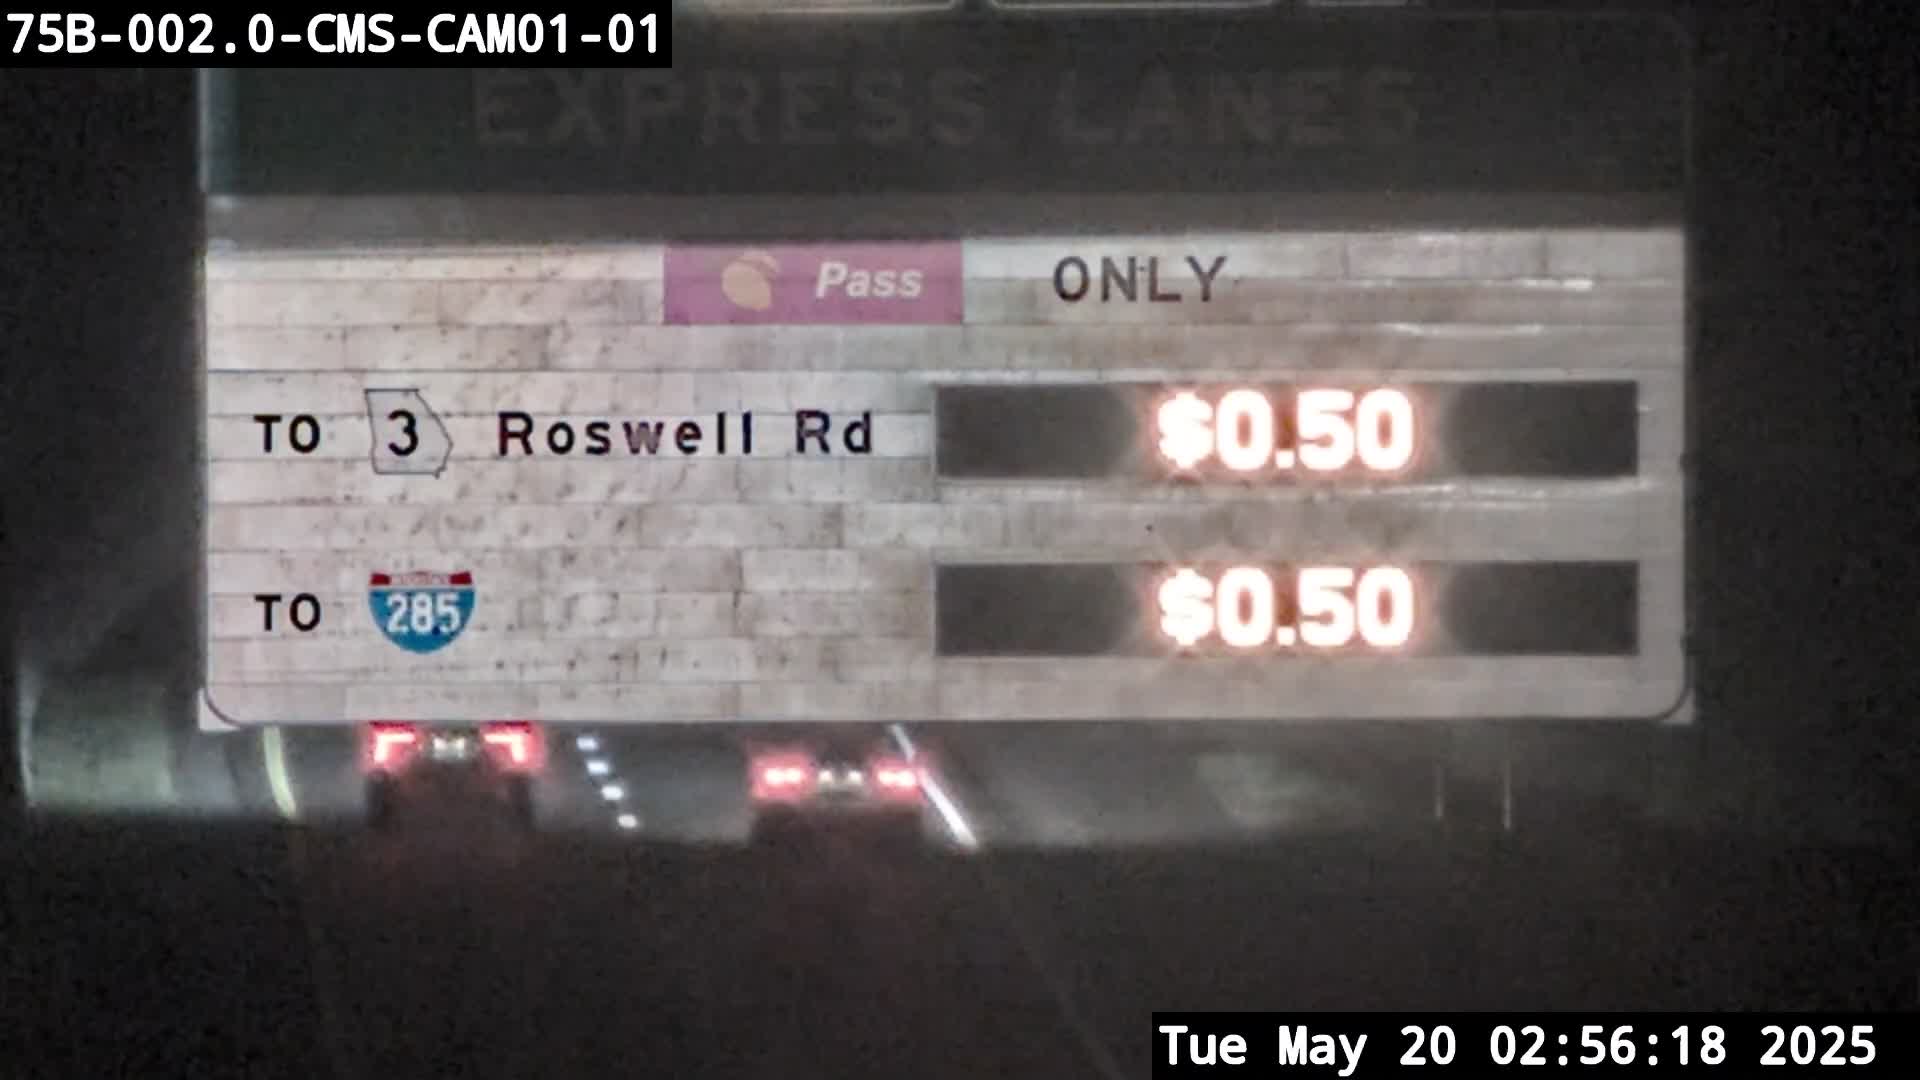 75B-002.0-CMS-CAM01-01
EXPRESS LANES
Pass ONLY
TO 3 Roswell Rd $0.50
TO 285 $0.50
Tue May 20 02:56:18 2025